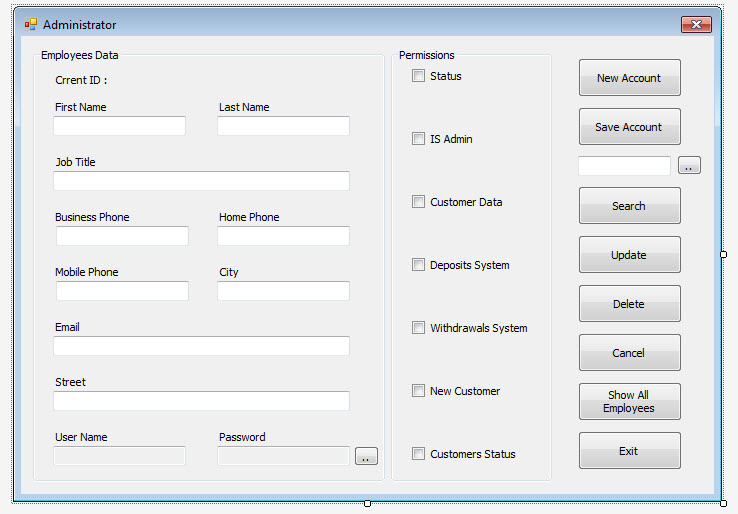 Administrator
Employees Data
Crrent ID :
First Name
Last Name
Job Title
Business Phone
Home Phone
Mobile Phone
City
Email
Street
User Name
Password
..
Permissions
Status
IS Admin
Customer Data
Deposits System
Withdrawals System
New Customer
Customers Status
New Account
Save Account
..
Search
Update
Delete
Cancel
Show All
Employees
Exit